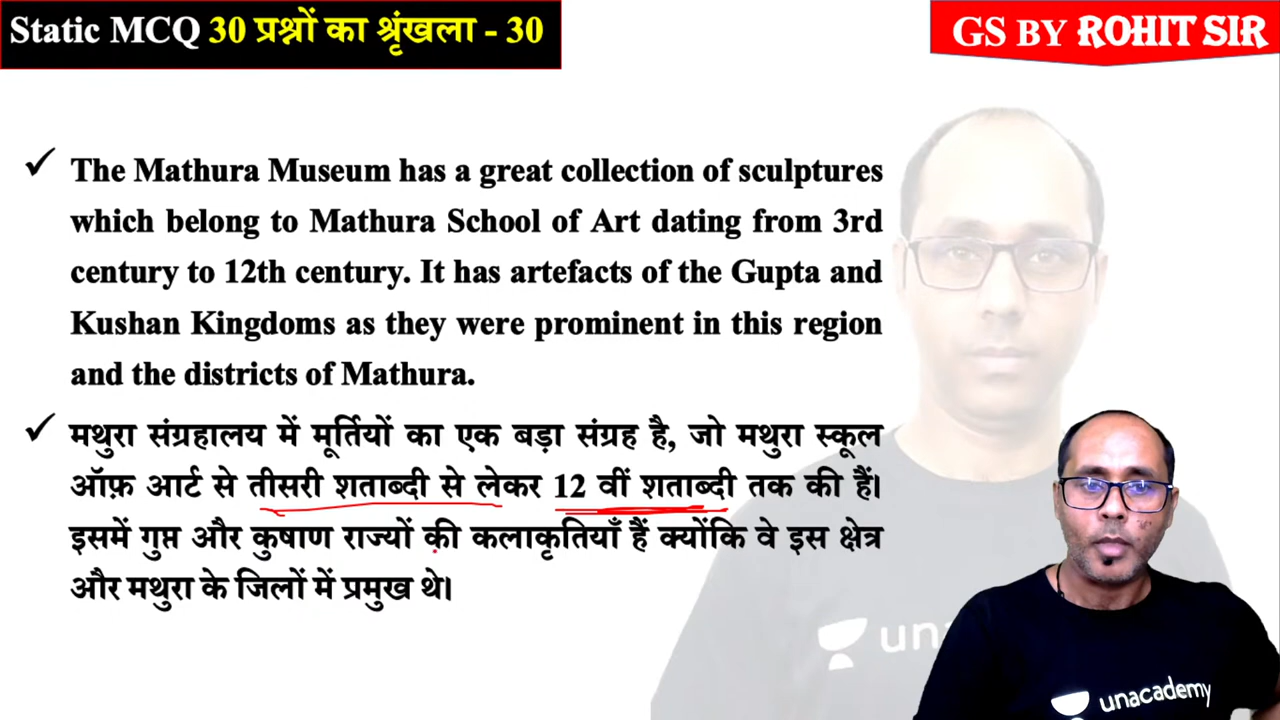 Static MCQ 30 प्रश्नों का श्रृंखला - 30
GS BY ROHIT SIR
✓ The Mathura Museum has a great collection of sculptures
which belong to Mathura School of Art dating from 3rd
century to 12th century. It has artefacts of the Gupta and
Kushan Kingdoms as they were prominent in this region
and the districts of Mathura.
✓ मथुरा संग्रहालय में मूर्तियों का एक बड़ा संग्रह है, जो मथुरा स्कूल
ऑफ़ आर्ट से तीसरी शताब्दी से लेकर 12 वीं शताब्दी तक की हैं।
इसमें गुप्त और कुषाण राज्यों की कलाकृतियाँ हैं क्योंकि वे इस क्षेत्र
और मथुरा के जिलों में प्रमुख थे।
una
unacademy